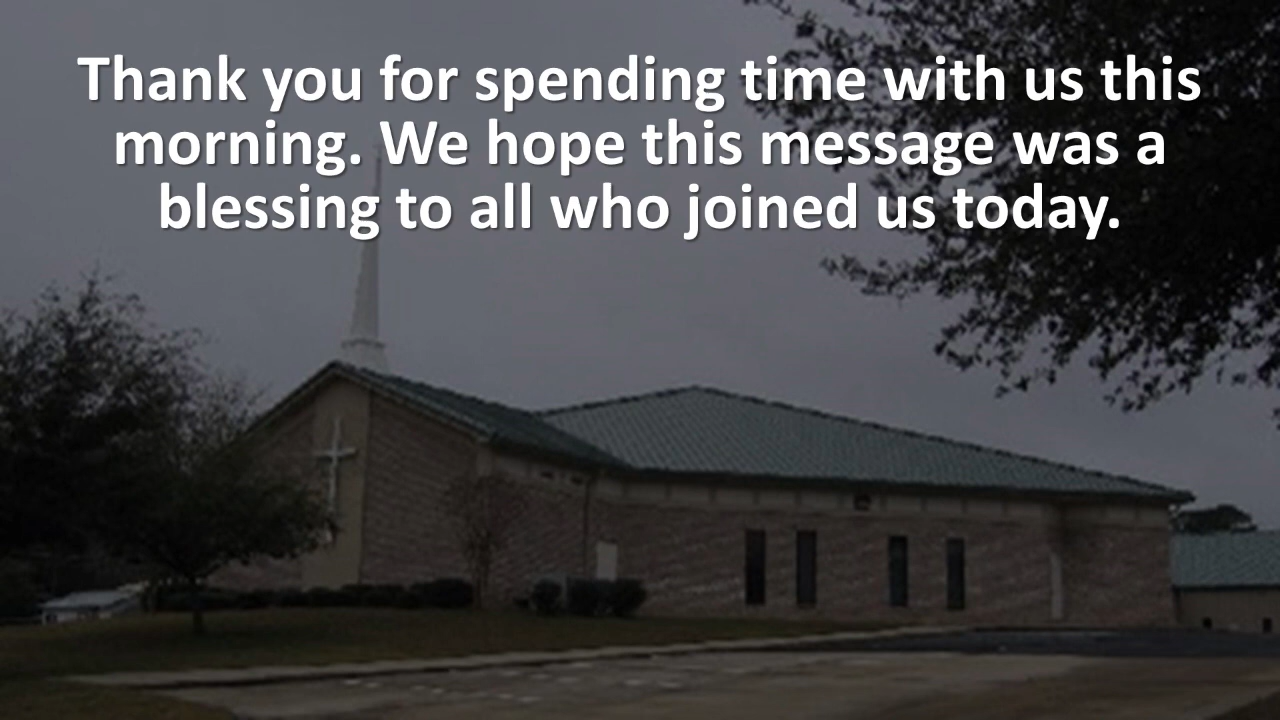 Thank you for spending time with us this
morning. We hope this message was a
blessing to all who joined us today.